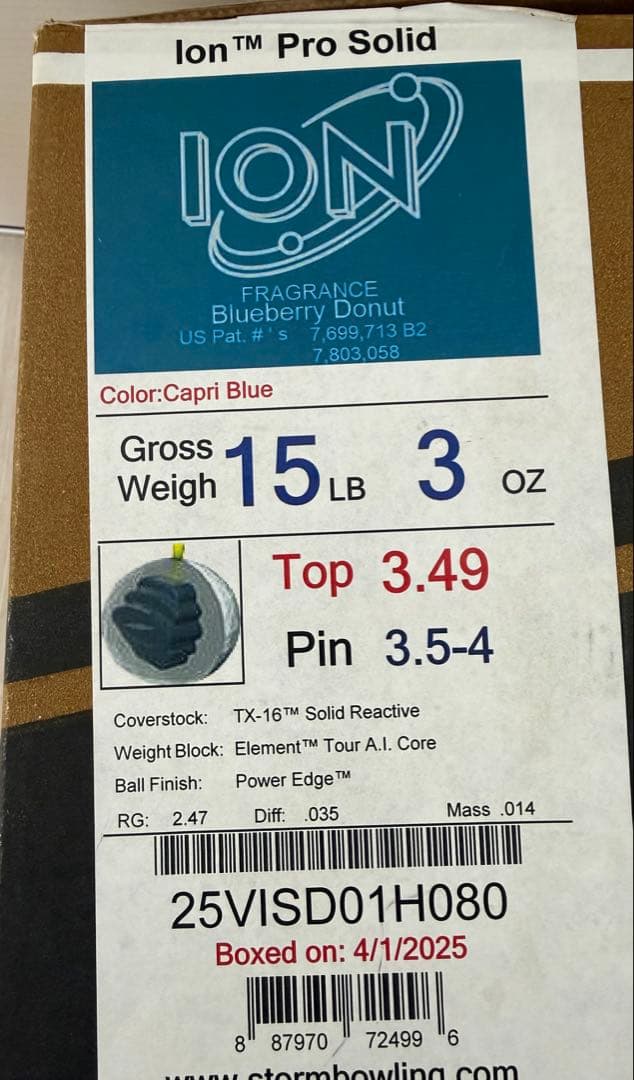 Ion™ Pro Solid
ION
FRAGRANCE
Blueberry Donut
US Pat. #'s 7,699,713 B2
7,803,058
Color:Capri Blue
Gross Weigh 15 LB 3 OZ
Top 3.49
Pin 3.5-4
Coverstock: TX-16™ Solid Reactive
Weight Block: Element™ Tour A.I. Core
Ball Finish: Power Edge™
RG: 2.47 Diff: .035 Mass .014
25VISD01H080
Boxed on: 4/1/2025
8 87970 72499 6
www.stormbowling.com